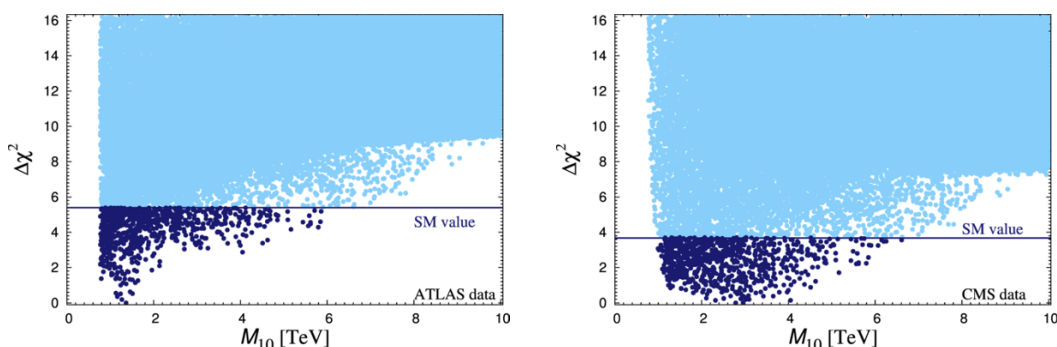 16
14
12
10
8
6
4
2
0
Δχ²
SM value
ATLAS data
0 2 4 6 8 10
M₁₀ [TeV]
16
14
12
10
8
6
4
2
0
Δχ²
SM value
CMS data
0 2 4 6 8 10
M₁₀ [TeV]